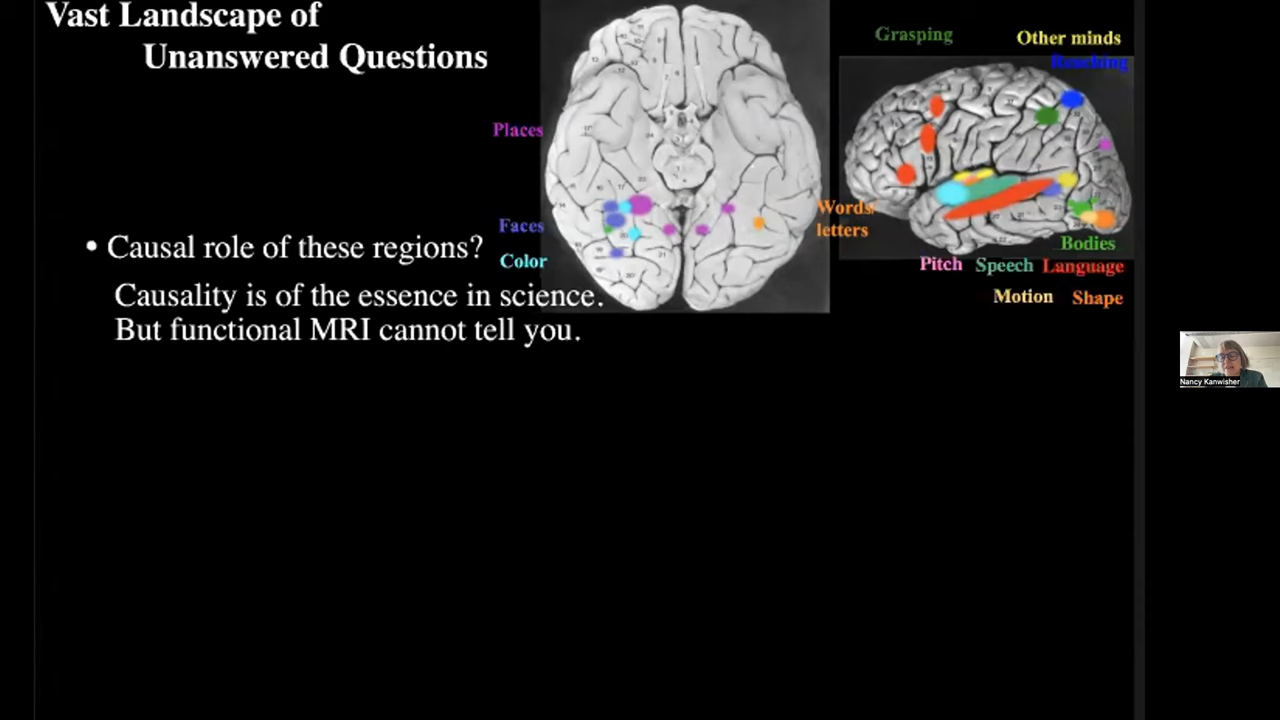 Vast Landscape of
Unanswered Questions
Grasping
Other minds
Reaching
Places
Words/
letters
Faces
Color
Bodies
Pitch Speech Language
Motion Shape
• Causal role of these regions?
Causality is of the essence in science.
But functional MRI cannot tell you.
Nancy Kanwisher